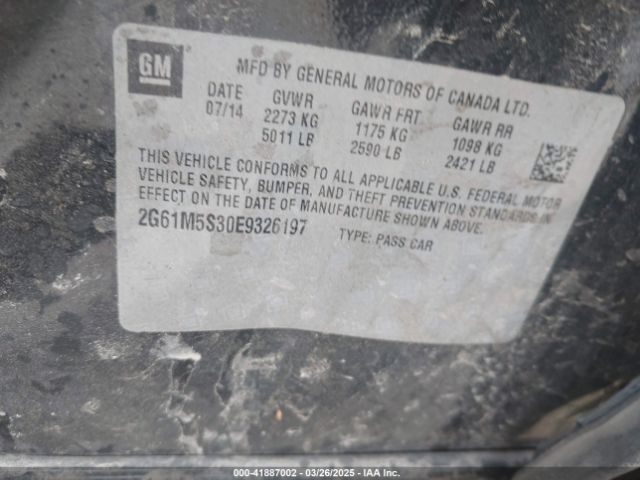 GM
MFD BY GENERAL MOTORS OF CANADA LTD.
DATE GVWR GAWR FRT GAWR RR
07/14 2273 KG 1175 KG 1098 KG
5011 LB 2590 LB 2421 LB
THIS VEHICLE CONFORMS TO ALL APPLICABLE U.S. FEDERAL MOTOR
VEHICLE SAFETY, BUMPER, AND THEFT PREVENTION STANDARDS IN
EFFECT ON THE DATE OF MANUFACTURE SHOWN ABOVE.
2G61M5S30E9326197 TYPE: PASS CAR
000-41887002 • 03/26/2025 • IAA Inc.